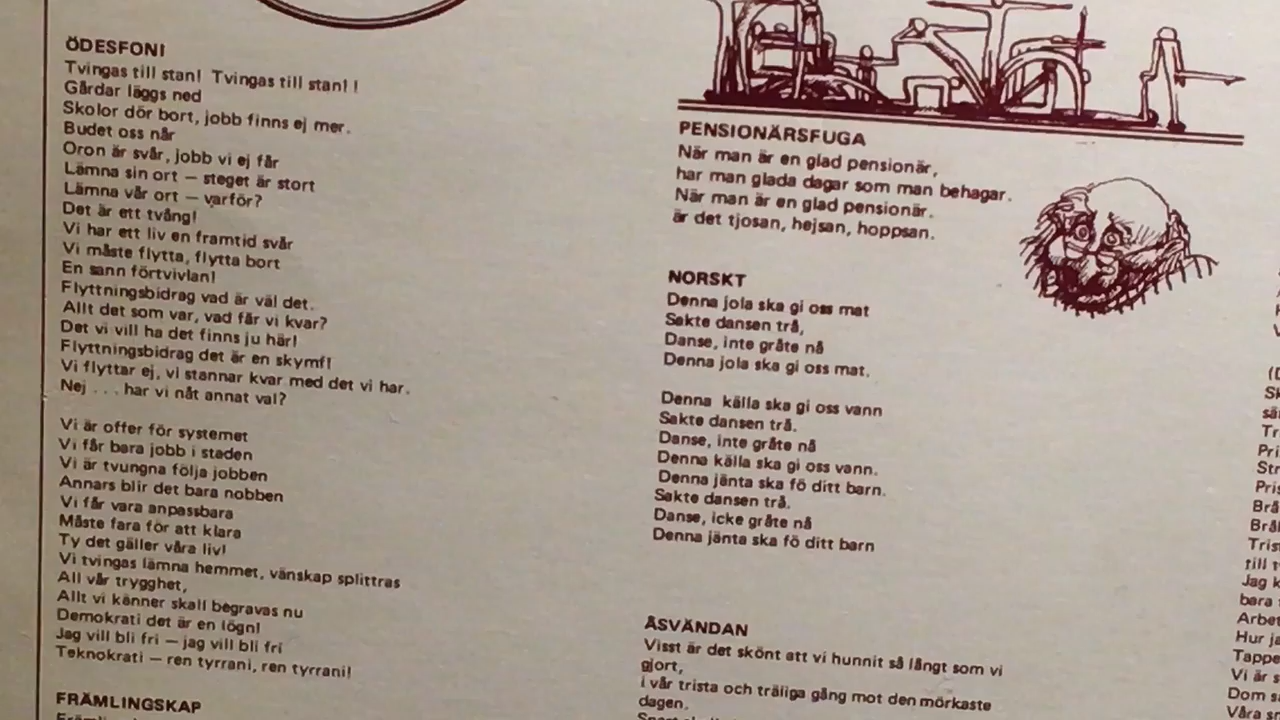 ÖDESFONI
Tvingas till stan! Tvingas till stan! !
Gårdar läggs ned
Skolor dör bort, jobb finns ej mer.
Budet oss når
Oron är svår, jobb vi ej får
Lämna sin ort – steget är stort
Lämna vår ort – varför?
Det är ett tvång!
Vi har ett liv en framtid svår
Vi måste flytta, flytta bort
En sann förtvivlan!
Flyttningsbidrag vad är väl det.
Allt det som var, vad får vi kvar?
Det vi vill ha det finns ju här!
Flyttningsbidrag det är en skymf!
Vi flyttar ej, vi stannar kvar med det vi har.
Nej . . . har vi nåt annat val?
Vi är offer för systemet
Vi får bara jobb i staden
Vi är tvungna följa jobben
Annars blir det bara nobben
Vi får vara anpassbara
Måste fara för att klara
Ty det gäller våra liv!
Vi tvingas lämna hemmet, vänskap splittras
All vår trygghet,
Allt vi känner skall begravas nu
Demokrati det är en lögn!
Jag vill bli fri – jag vill bli fri
Teknokrati – ren tyrrani, ren tyrrani!
FRÄMLINGSKAP
PENSIONÄRSFUGA
När man är en glad pensionär,
har man glada dagar som man behagar.
När man är en glad pensionär.
är det tjosan, hejsan, hoppsan.
NORSKT
Denna jola ska gi oss mat
Sakte dansen trå,
Danse, inte gråte nå
Denna jola ska gi oss mat.
Denna källa ska gi oss vann
Sakte dansen trå.
Danse, inte gråte nå
Denna källa ska gi oss vann.
Denna jänta ska fö ditt barn.
Sakte dansen trå.
Danse, icke gråte nå
Denna jänta ska fö ditt barn
ÅSVÄNDAN
Visst är det skönt att vi hunnit så långt som vi
gjort,
i vår trista och träliga gång mot den mörkaste
dagen.
till
Jag k
bara
Arbet
Hur ja
Tappe
Vi är s
Dom s
Våra